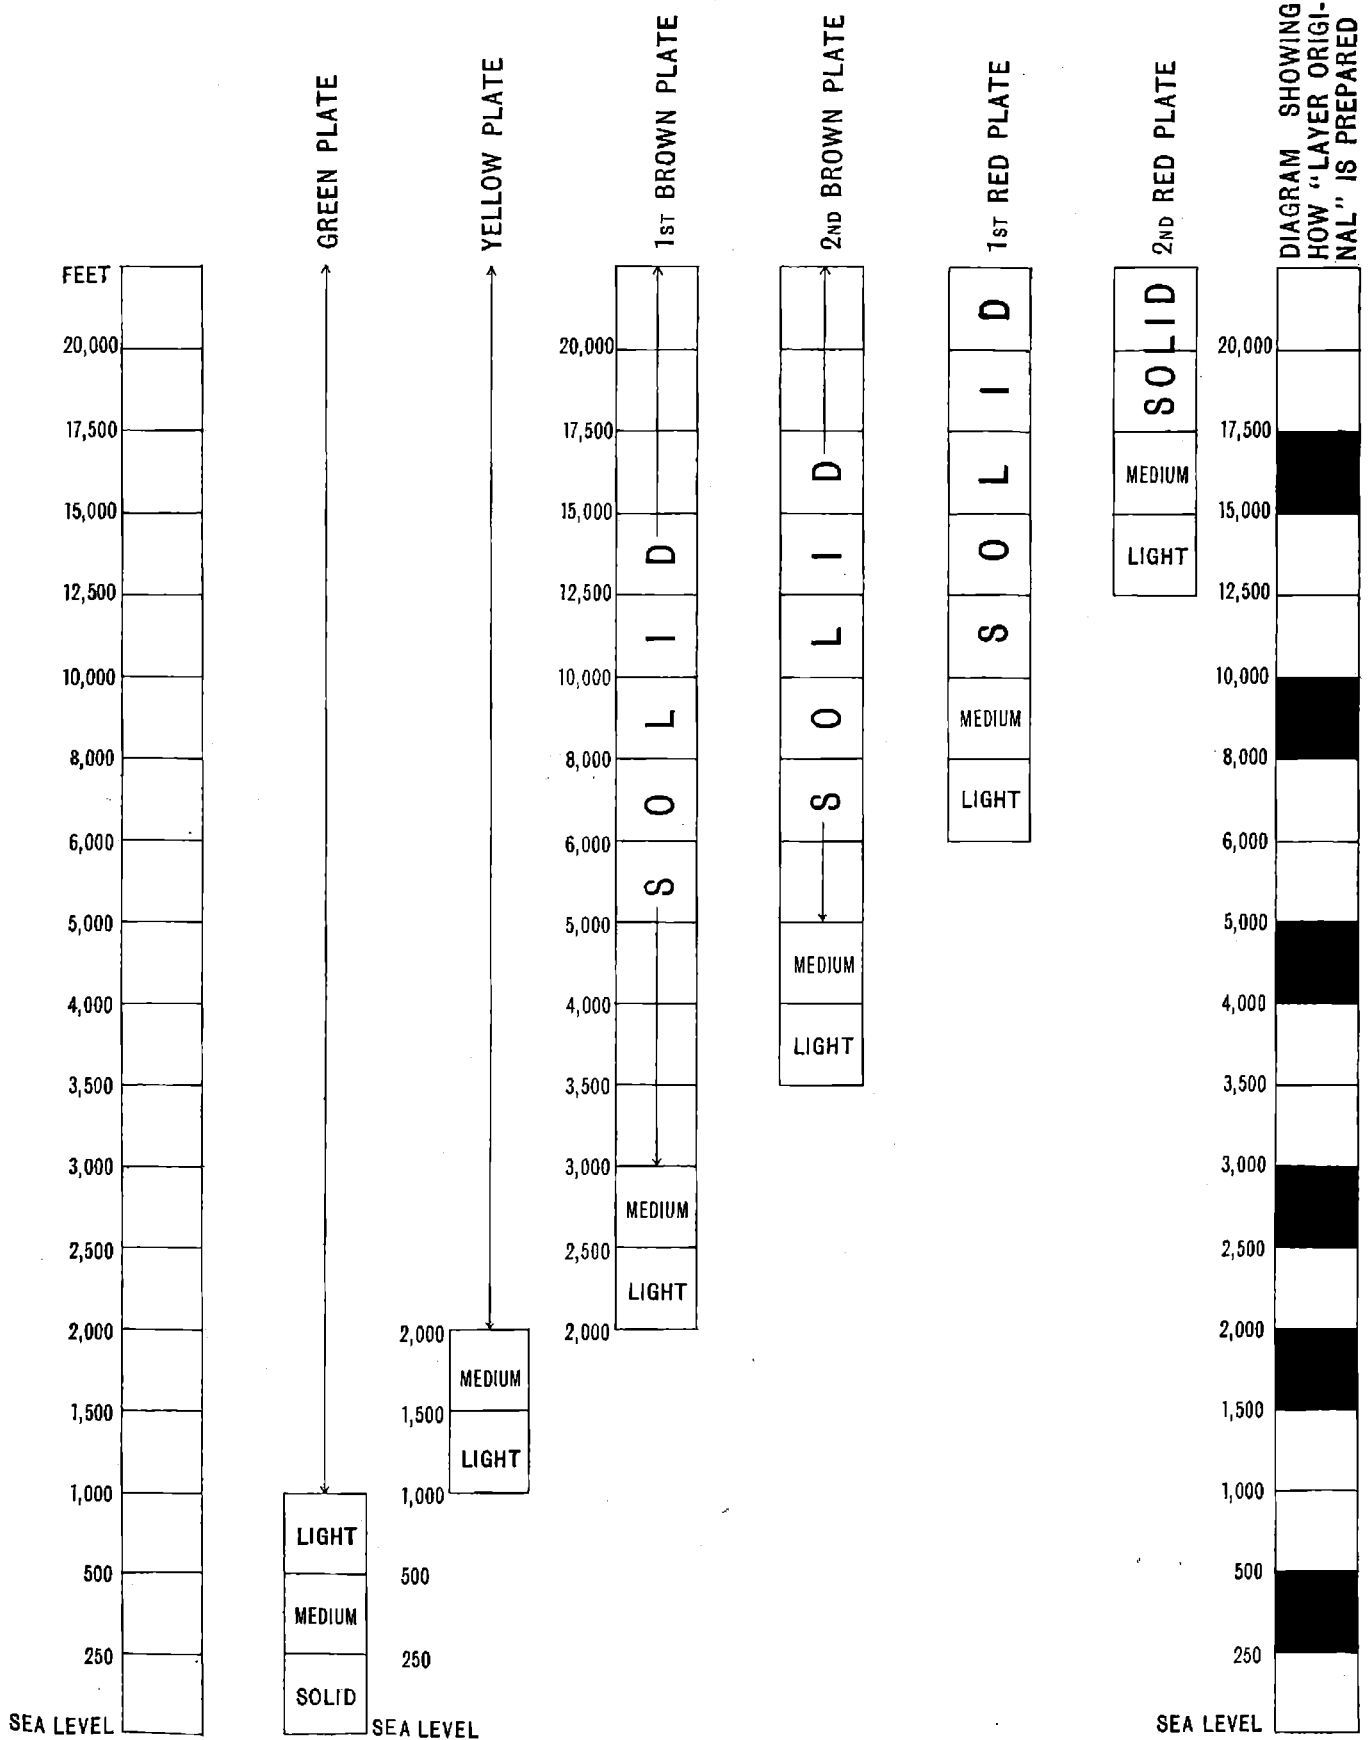 GREEN PLATE
YELLOW PLATE
1ST BROWN PLATE
2ND BROWN PLATE
1ST RED PLATE
2ND RED PLATE
DIAGRAM SHOWING
HOW "LAYER ORIGI-
NAL" IS PREPARED
FEET
20,000
17,500
15,000
12,500
10,000
8,000
6,000
5,000
4,000
3,500
3,000
2,500
2,000
1,500
1,000
500
250
SEA LEVEL
LIGHT
MEDIUM
SOLID
2,000
1,500
1,000
500
250
SEA LEVEL
MEDIUM
LIGHT
20,000
17,500
15,000
12,500
10,000
8,000
6,000
5,000
4,000
3,500
3,000
2,500
2,000
SOLID
MEDIUM
LIGHT
SOLID
MEDIUM
LIGHT
SOLID
MEDIUM
LIGHT
SOLID
MEDIUM
LIGHT
20,000
17,500
15,000
12,500
10,000
8,000
6,000
5,000
4,000
3,500
3,000
2,500
2,000
1,500
1,000
500
250
SEA LEVEL